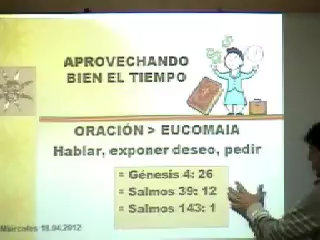 APROVECHANDO
BIEN EL TIEMPO
ORACIÓN > EUCOMAIA
Hablar, exponer deseo, pedir
Génesis 4: 26
Salmos 39: 12
Salmos 143: 1
Miércoles 18.04.2012